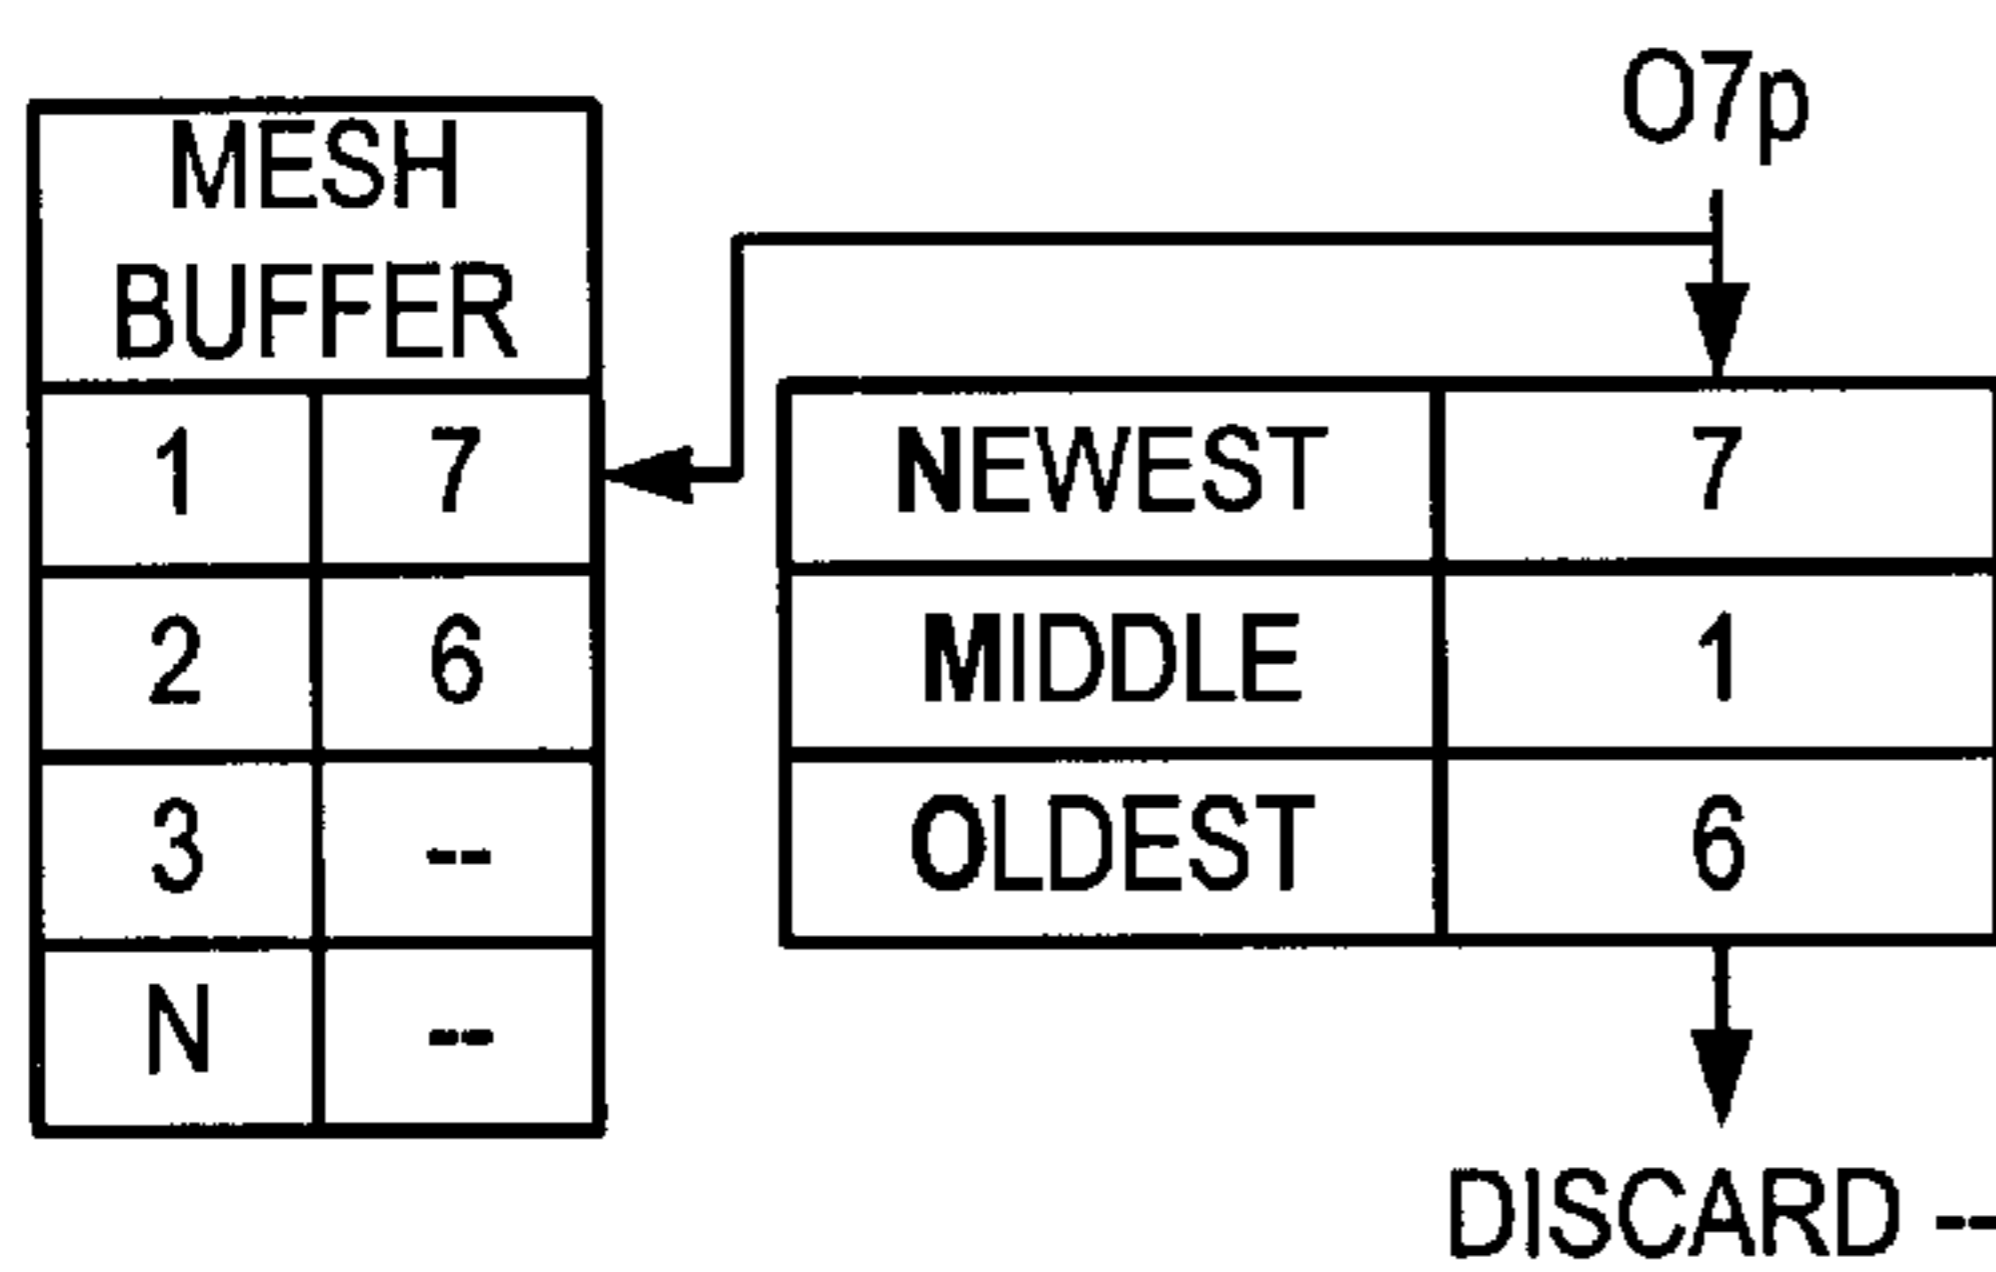 O7p
MESH
BUFFER
1 7
2 6
3 --
N --
NEWEST 7
MIDDLE 1
OLDEST 6
DISCARD --